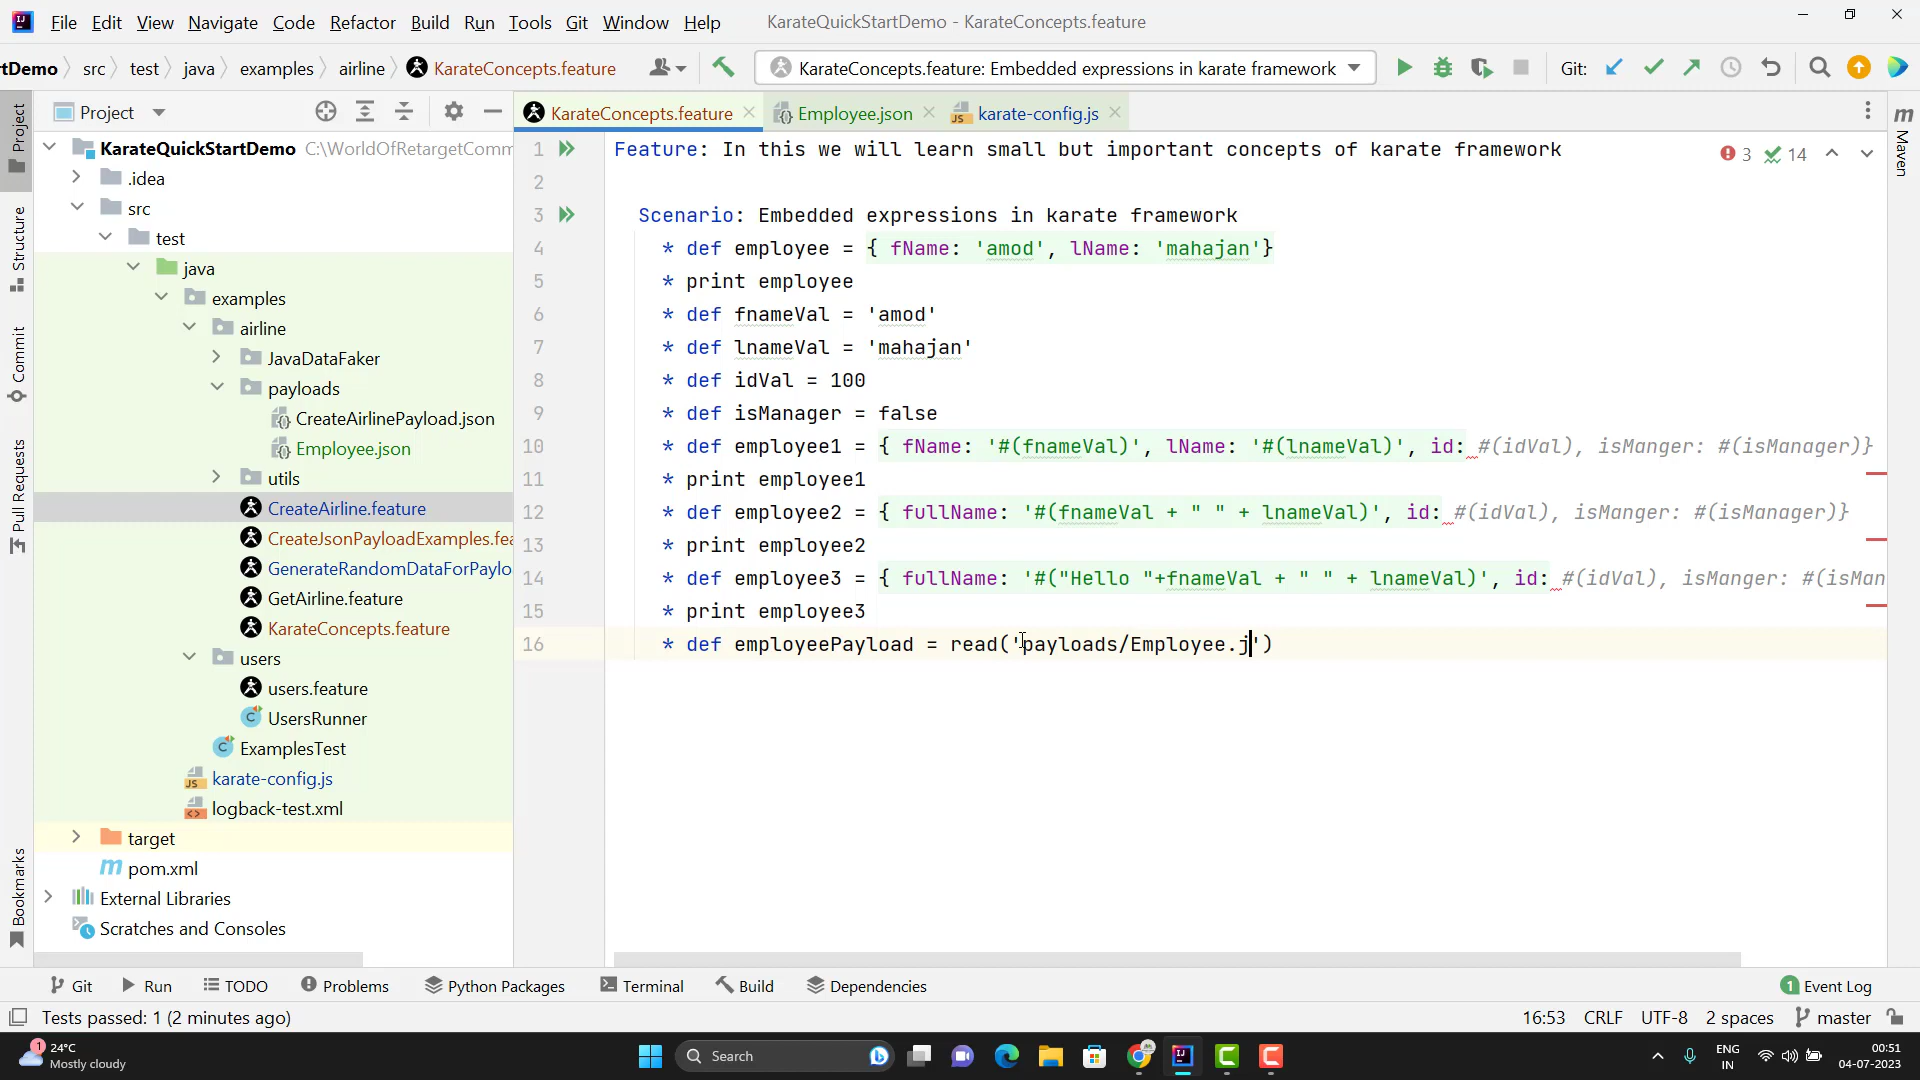 File Edit View Navigate Code Refactor Build Run Tools Git Window Help KarateQuickStartDemo - KarateConcepts.feature
rtDemo src test java examples airline KarateConcepts.feature KarateConcepts.feature: Embedded expressions in karate framework Git:
Project KarateConcepts.feature Employee.json karate-config.js
KarateQuickStartDemo C:\WorldOfRetargetComm
.idea
src
test
java
examples
airline
JavaDataFaker
payloads
CreateAirlinePayload.json
Employee.json
utils
CreateAirline.feature
CreateJsonPayloadExamples.fea
GenerateRandomDataForPaylo
GetAirline.feature
KarateConcepts.feature
users
users.feature
UsersRunner
ExamplesTest
karate-config.js
logback-test.xml
target
pom.xml
External Libraries
Scratches and Consoles
1 Feature: In this we will learn small but important concepts of karate framework
2
3 Scenario: Embedded expressions in karate framework
4 * def employee = { fName: 'amod', lName: 'mahajan'}
5 * print employee
6 * def fnameVal = 'amod'
7 * def lnameVal = 'mahajan'
8 * def idVal = 100
9 * def isManager = false
10 * def employee1 = { fName: '#(fnameVal)', lName: '#(lnameVal)', id: #(idVal), isManger: #(isManager)}
11 * print employee1
12 * def employee2 = { fullName: '#(fnameVal + " " + lnameVal)', id: #(idVal), isManger: #(isManager)}
13 * print employee2
14 * def employee3 = { fullName: '#("Hello "+fnameVal + " " + lnameVal)', id: #(idVal), isManger: #(isMan
15 * print employee3
16 * def employeePayload = read('payloads/Employee.j')
3 14
Project
Structure
Commit
Pull Requests
Bookmarks
m Maven
Git Run TODO Problems Python Packages Terminal Build Dependencies 1 Event Log
Tests passed: 1 (2 minutes ago) 16:53 CRLF UTF-8 2 spaces master
1 24°C
Mostly cloudy
Search
ENG
IN
00:51
04-07-2023